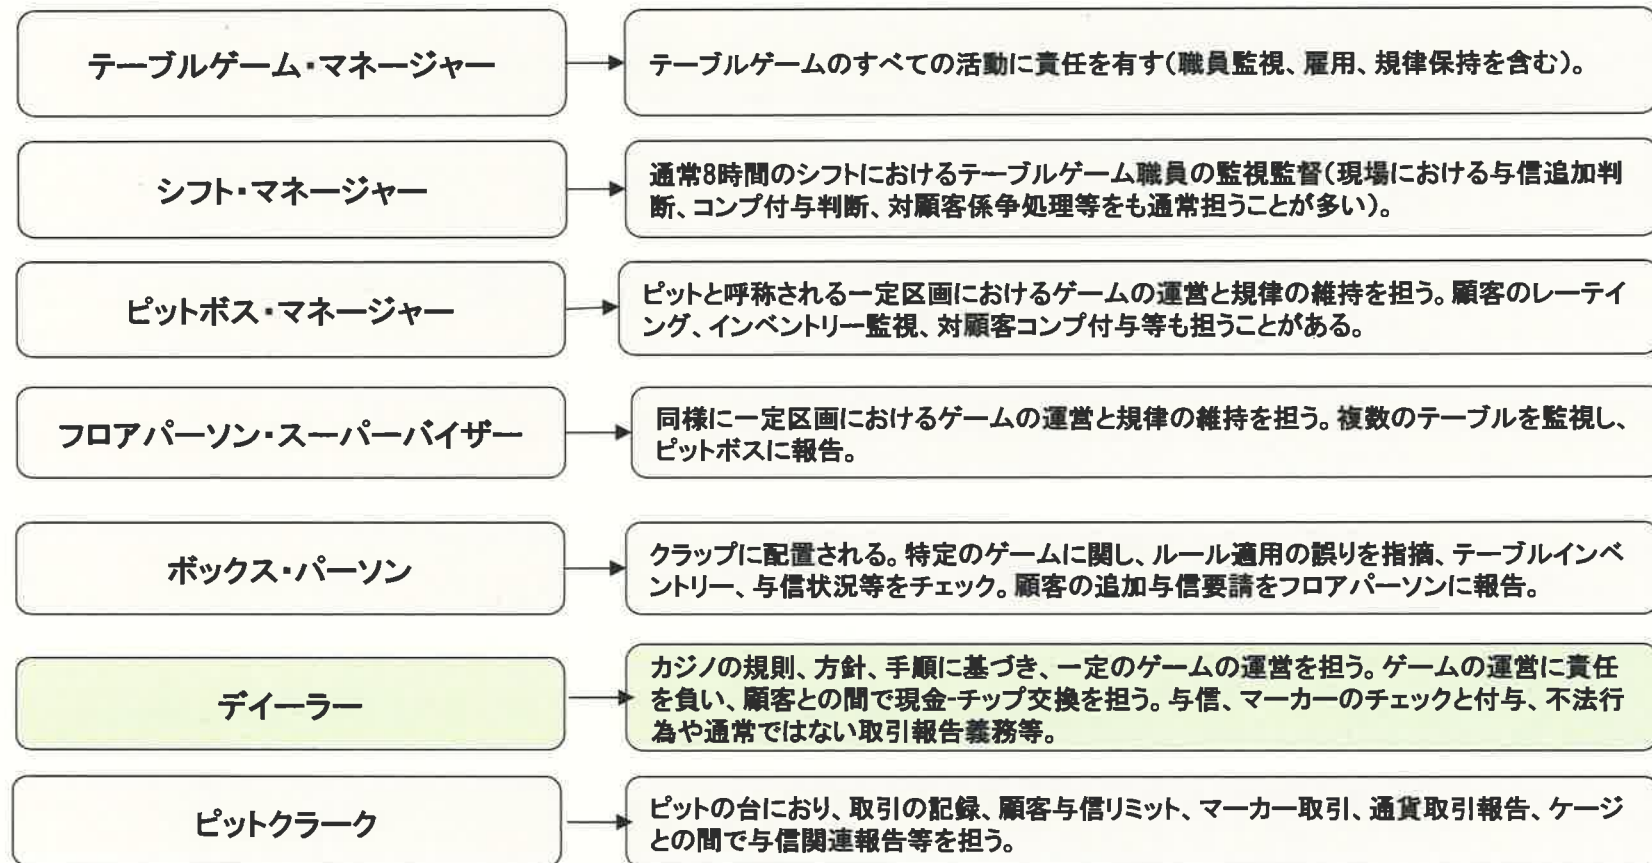 テーブルゲーム・マネージャー
テーブルゲームのすべての活動に責任を有す(職員監視、雇用、規律保持を含む)。
シフト・マネージャー
通常8時間のシフトにおけるテーブルゲーム職員の監視監督(現場における与信追加判
断、コンプ付与判断、対顧客係争処理等をも通常担うことが多い)。
ピットボス・マネージャー
ピットと呼称される一定区画におけるゲームの運営と規律の維持を担う。顧客のレーテイ
ング、インベントリー監視、対顧客コンプ付与等も担うことがある。
フロアパーソン・スーパーバイザー
同様に一定区画におけるゲームの運営と規律の維持を担う。複数のテーブルを監視し、
ピットボスに報告。
ボックス・パーソン
クラップに配置される。特定のゲームに関し、ルール適用の誤りを指摘、テーブルインベ
ントリー、与信状況等をチェック。顧客の追加与信要請をフロアパーソンに報告。
デイーラー
カジノの規則、方針、手順に基づき、一定のゲームの運営を担う。ゲームの運営に責任
を負い、顧客との間で現金-チップ交換を担う。与信、マーカーのチェックと付与、不法行
為や通常ではない取引報告義務等。
ピットクラーク
ピットの台におり、取引の記録、顧客与信リミット、マーカー取引、通貨取引報告、ケージ
との間で与信関連報告等を担う。